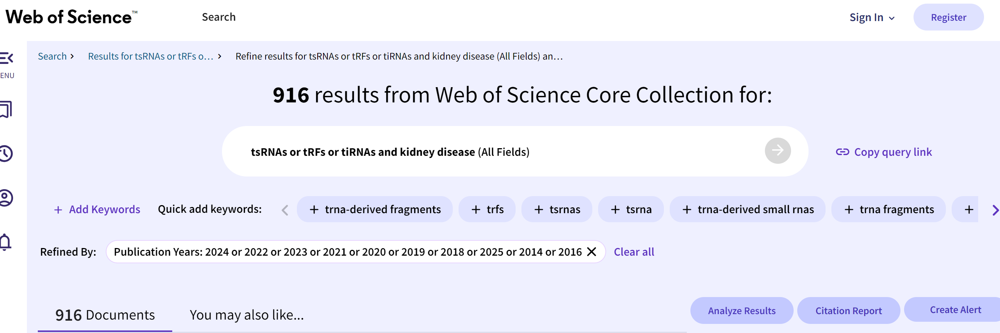 Web of Science™ Search Sign In Register
Search > Results for tsRNAs or tRFs o... > Refine results for tsRNAs or tRFs or tiRNAs and kidney disease (All Fields) an...
ENU
916 results from Web of Science Core Collection for:
tsRNAs or tRFs or tiRNAs and kidney disease (All Fields)
Copy query link
+ Add Keywords Quick add keywords: + trna-derived fragments + trfs + tsrnas + tsrna + trna-derived small rnas + trna fragments +
Refined By: Publication Years: 2024 or 2022 or 2023 or 2021 or 2020 or 2019 or 2018 or 2025 or 2014 or 2016 Clear all
916 Documents You may also like... Analyze Results Citation Report Create Alert